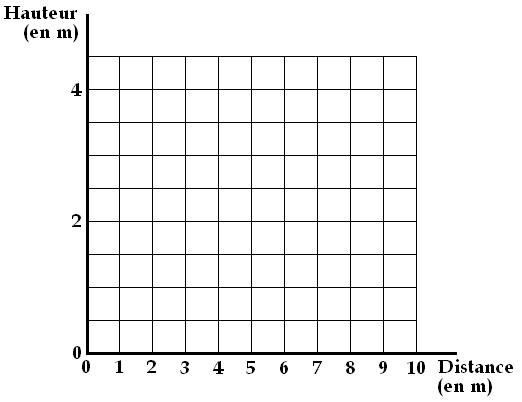 Hauteur
(en m)
4
2
0
0 1 2 3 4 5 6 7 8 9 10 Distance
(en m)